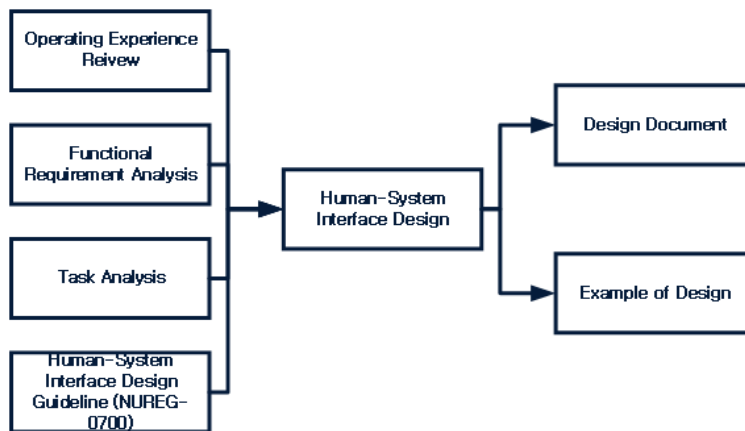 Operating Experience
Reivew
Functional
Requirement Analysis
Task Analysis
Human-System
Interface Design
Guideline (NUREG-
0700)
Human-System
Interface Design
Design Document
Example of Design